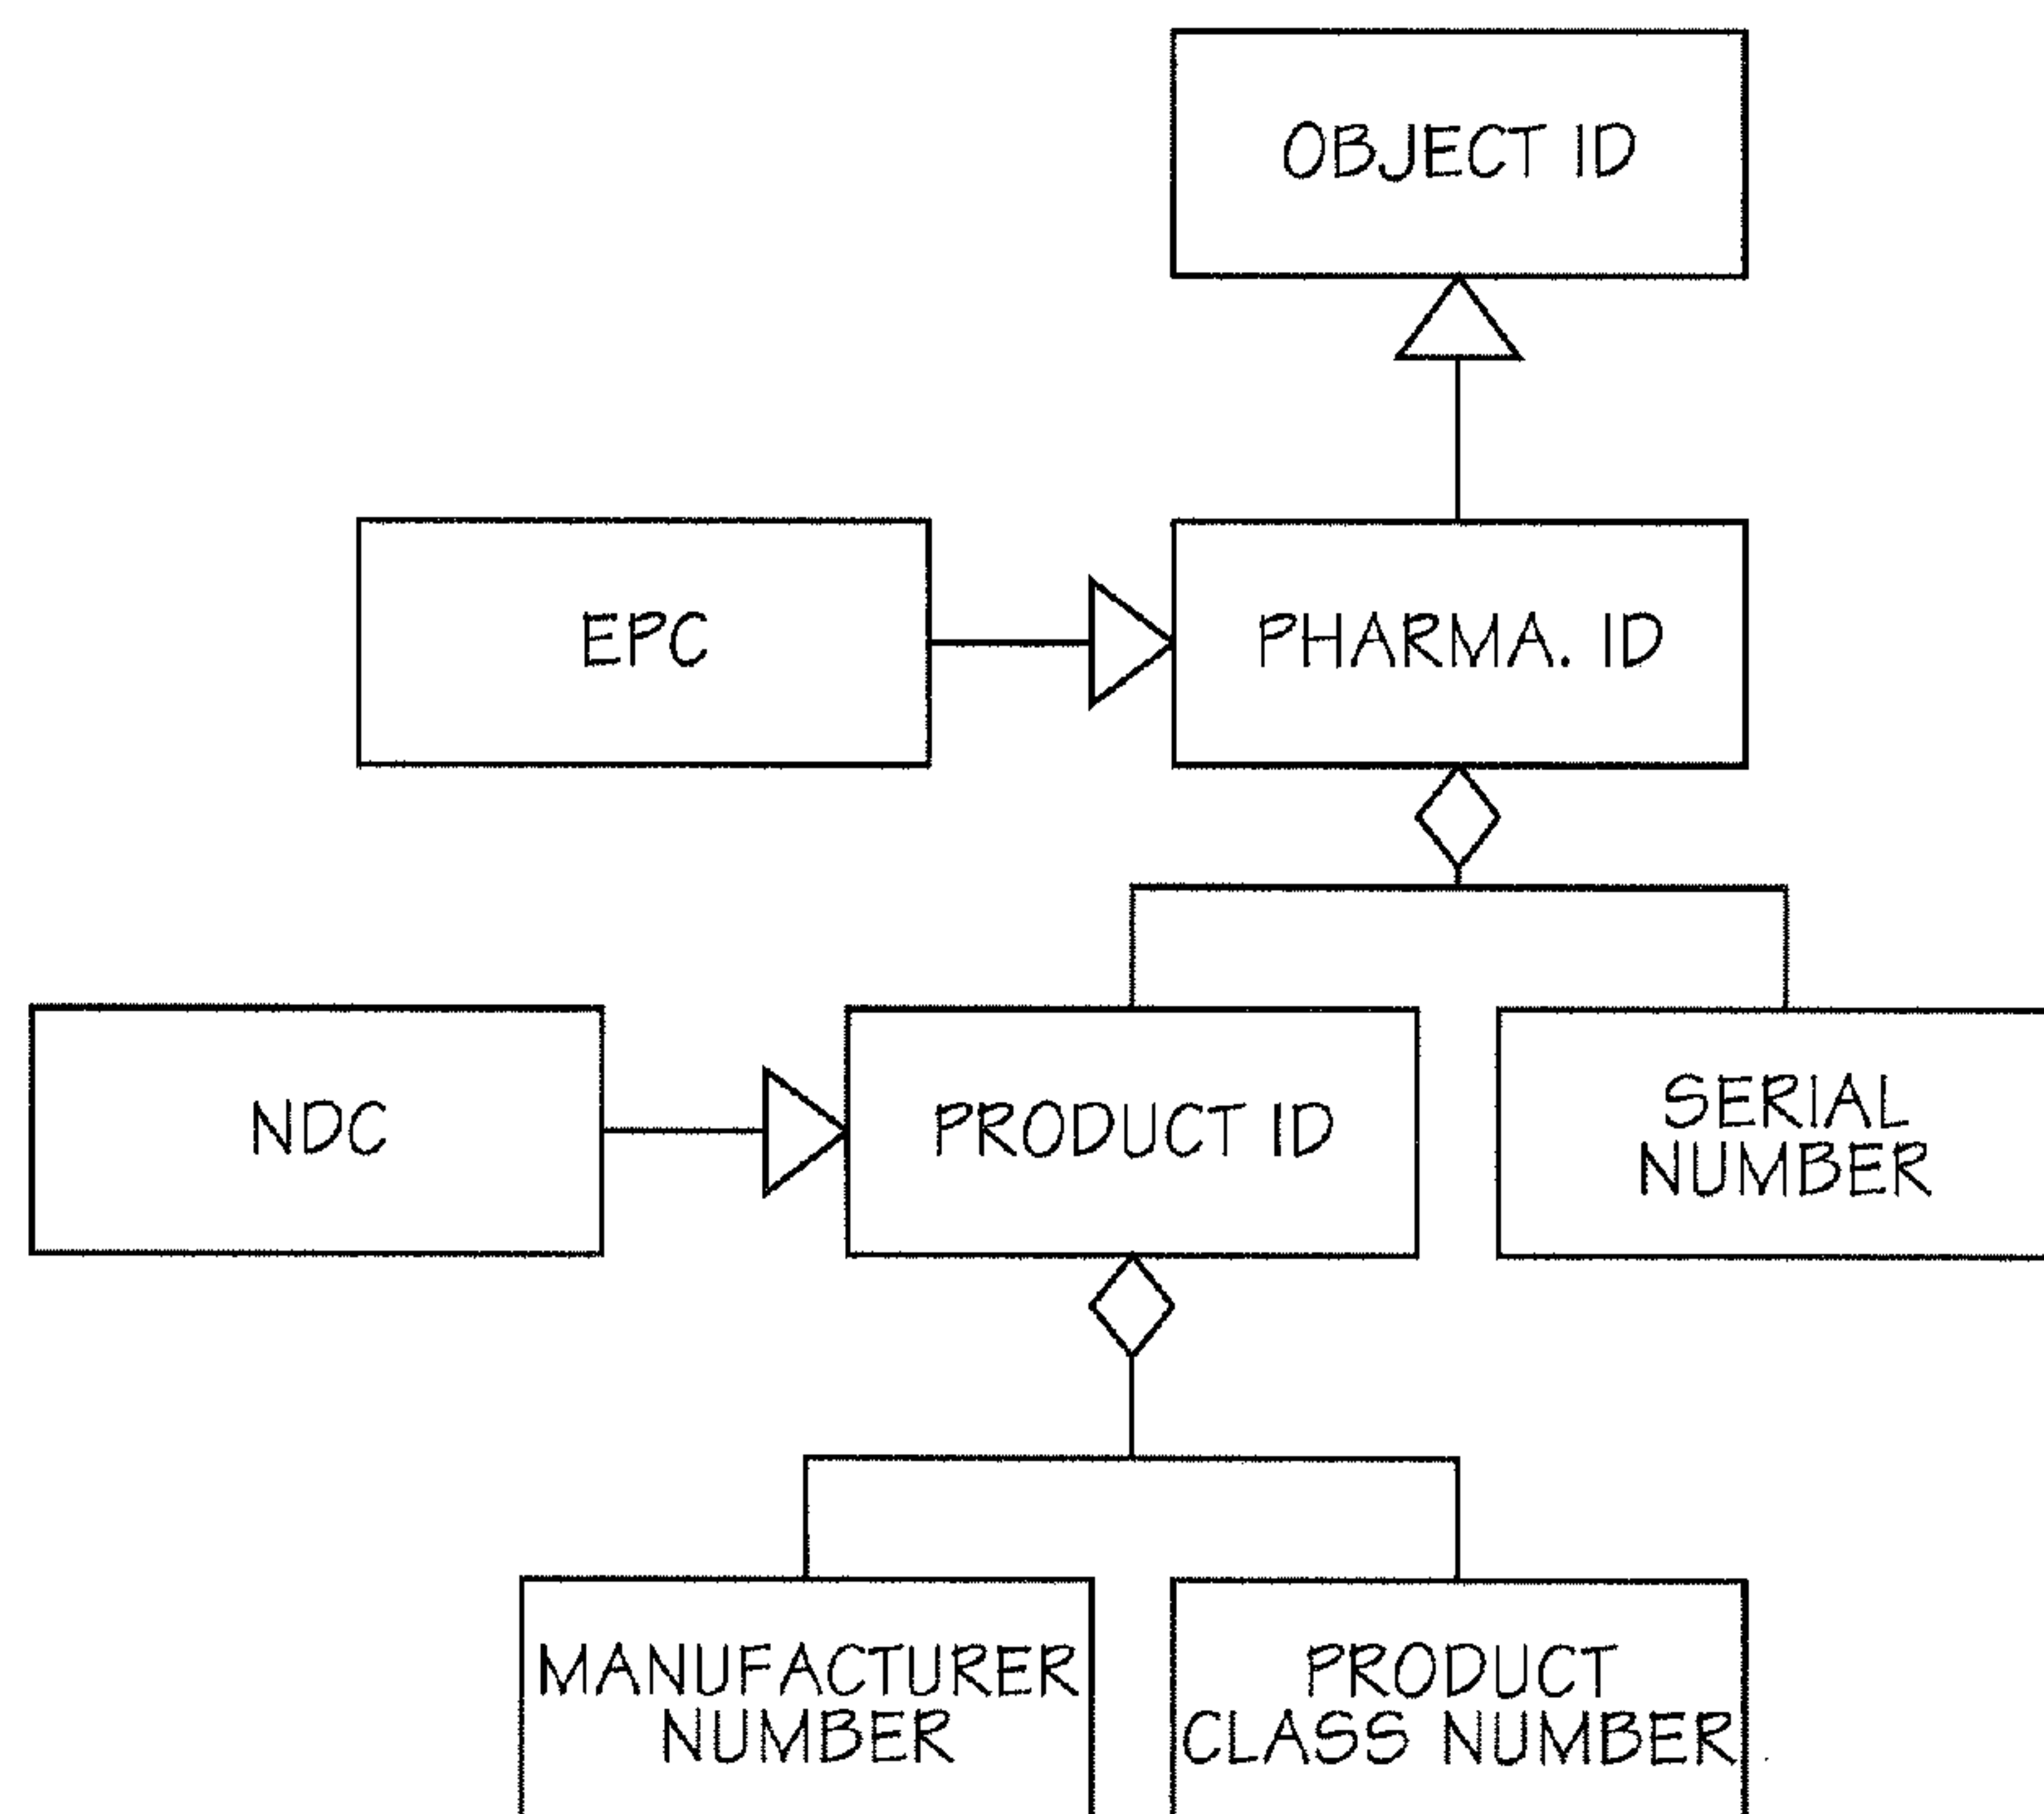 OBJECT ID
EPC
PHARMA. ID
NDC
PRODUCT ID
SERIAL
NUMBER
MANUFACTURER
NUMBER
PRODUCT
CLASS NUMBER